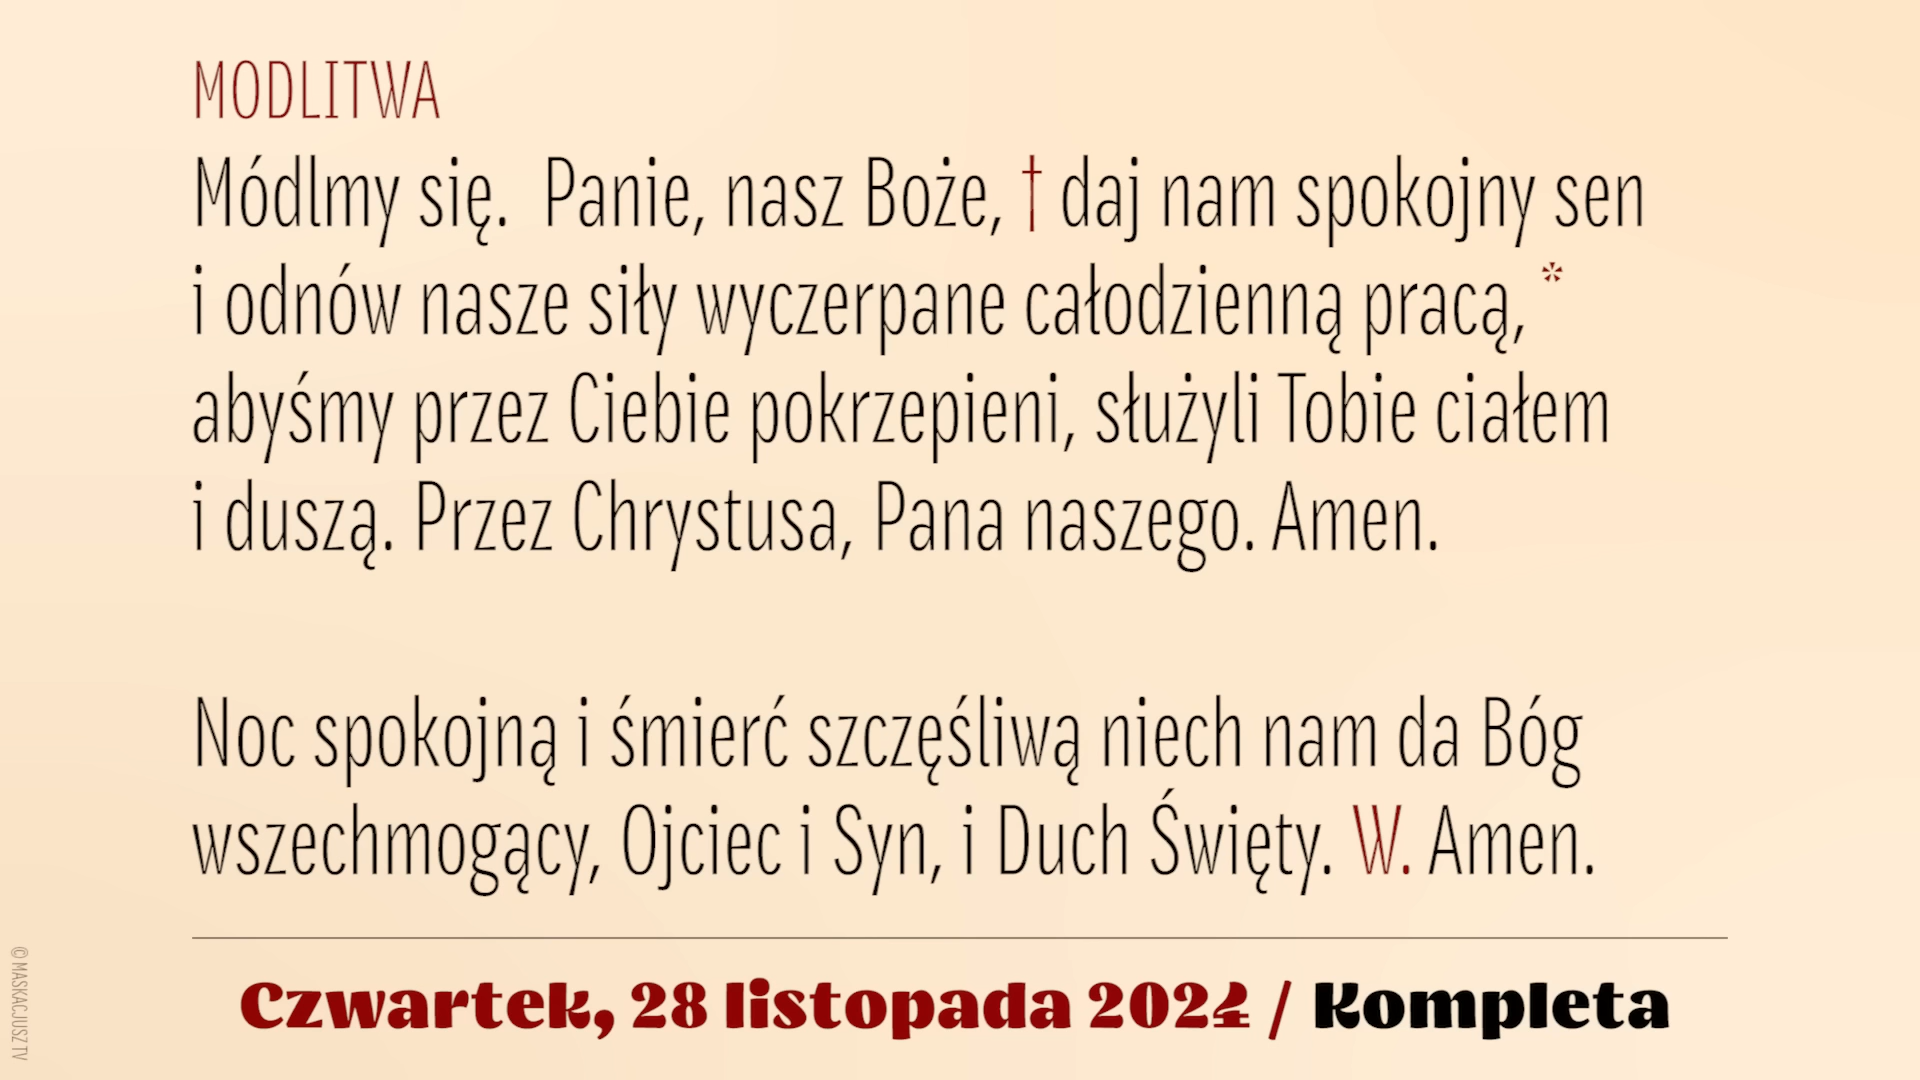 MODLITWA
Módlmy się.  Panie, nasz Boże, † daj nam spokojny sen
i odnów nasze siły wyczerpane całodzienną pracą, *
abyśmy przez Ciebie pokrzepieni, służyli Tobie ciałem
i duszą. Przez Chrystusa, Pana naszego. Amen.
Noc spokojną i śmierć szczęśliwą niech nam da Bóg
wszechmogący, Ojciec i Syn, i Duch Święty. W. Amen.
Czwartek, 28 listopada 2024 / Kompleta
© MASKACJUSZ TV